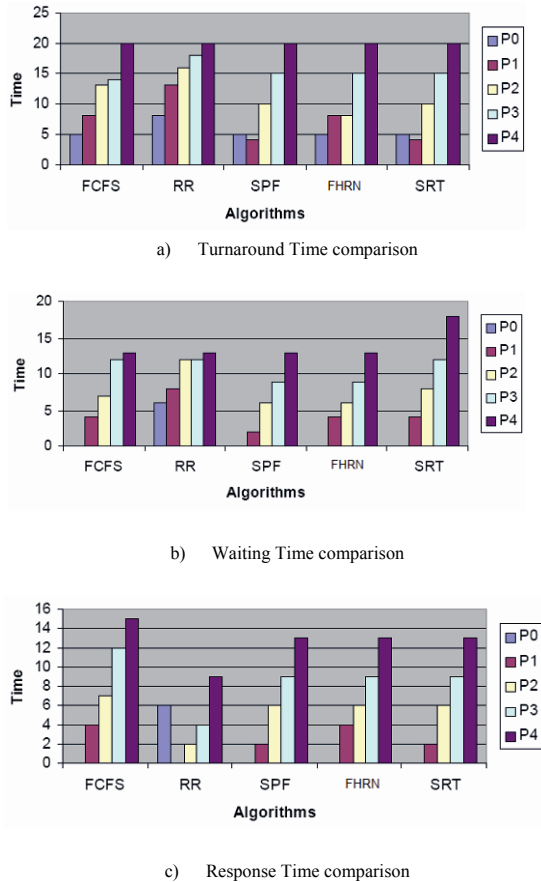 25
20
15
10
5
0
Time
FCFS
RR
SPF
FHRN
SRT
Algorithms
P0
P1
P2
P3
P4
a) Turnaround Time comparison
20
15
10
5
0
Time
FCFS
RR
SPF
FHRN
SRT
Algorithms
P0
P1
P2
P3
P4
b) Waiting Time comparison
16
14
12
10
8
6
4
2
0
Time
FCFS
RR
SPF
FHRN
SRT
Algorithms
P0
P1
P2
P3
P4
c) Response Time comparison